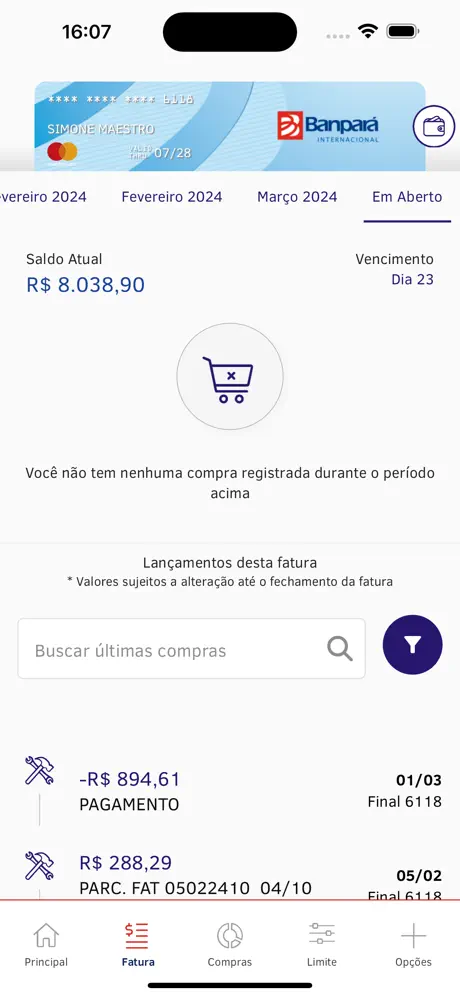 16:07
**** **** **** 6118
SIMONE MAESTRO
VALID
THRU 07/28
Banpará
INTERNACIONAL
vereiro 2024
Fevereiro 2024
Março 2024
Em Aberto
Saldo Atual
Vencimento
R$ 8.038,90
Dia 23
Você não tem nenhuma compra registrada durante o período
acima
Lançamentos desta fatura
* Valores sujeitos a alteração até o fechamento da fatura
Buscar últimas compras
-R$ 894,61
01/03
PAGAMENTO
Final 6118
R$ 288,29
05/02
PARC. FAT 05022410 04/10
Final 6118
Principal
Fatura
Compras
Limite
Opções